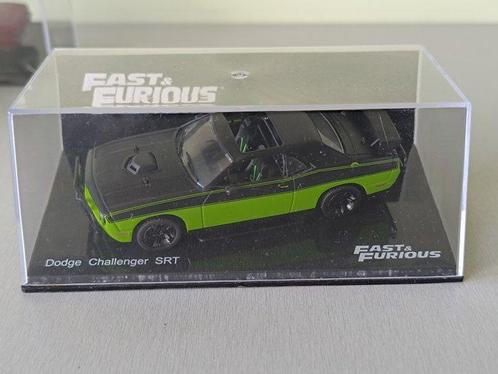 FAST &
FURIOUS
Dodge Challenger SRT
FAST &
FURIOUS